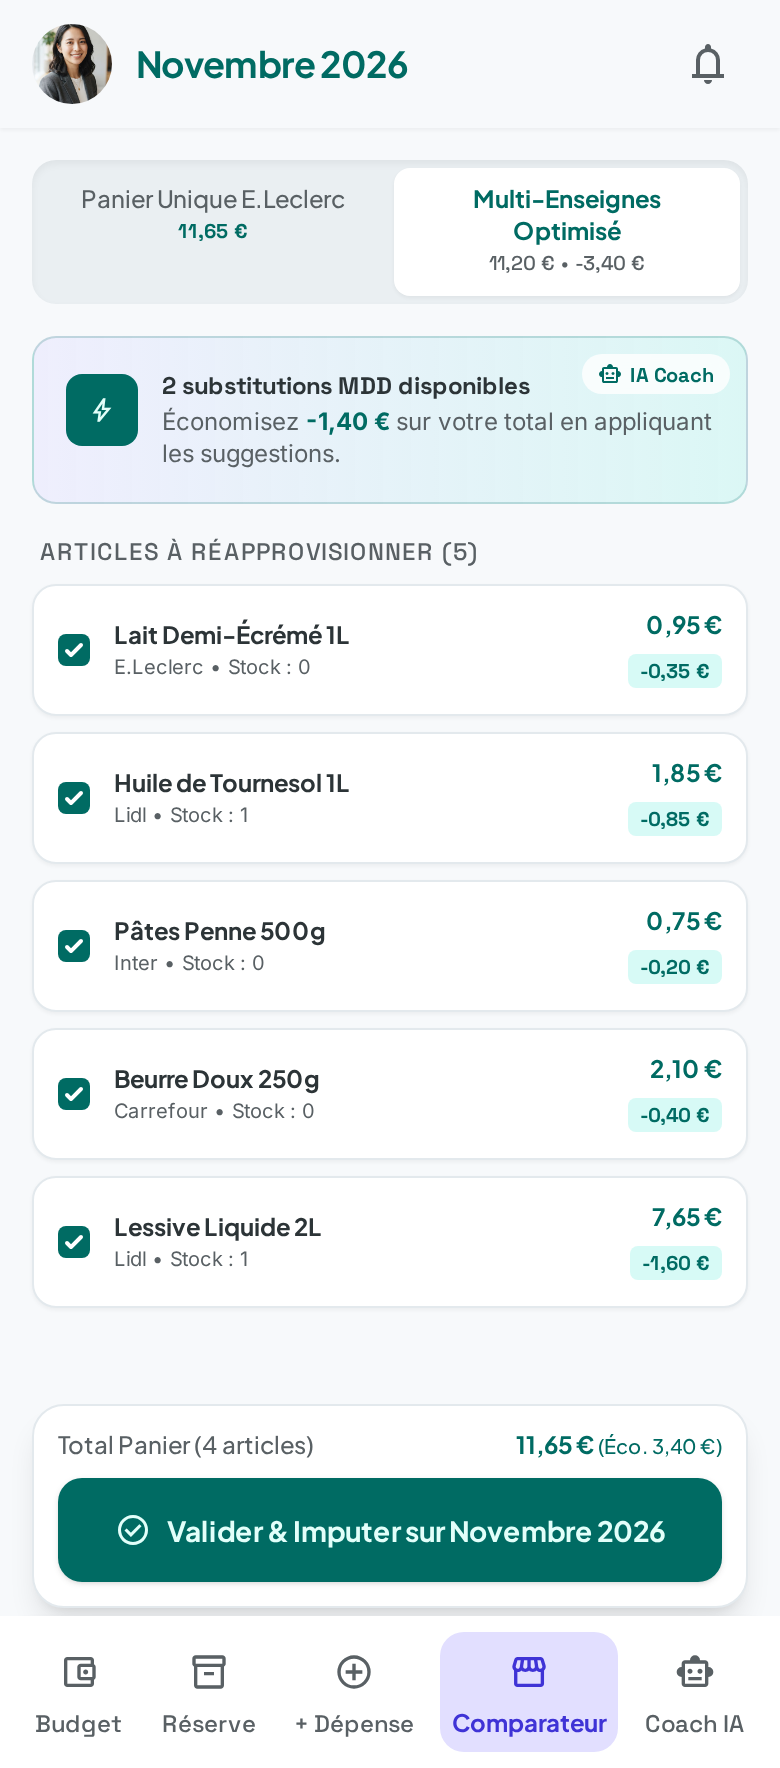 Novembre 2026
Panier Unique E.Leclerc
11,65 €
Multi-Enseignes
Optimisé
11,20 € • -3,40 €
IA Coach
2 substitutions MDD disponibles
Économisez -1,40 € sur votre total en appliquant
les suggestions.
ARTICLES À RÉAPPROVISIONNER (5)
Lait Demi-Écrémé 1L
0,95 €
E.Leclerc • Stock : 0
-0,35 €
Huile de Tournesol 1L
1,85 €
Lidl • Stock : 1
-0,85 €
Pâtes Penne 500g
0,75 €
Inter • Stock : 0
-0,20 €
Beurre Doux 250g
2,10 €
Carrefour • Stock : 0
-0,40 €
Lessive Liquide 2L
7,65 €
Lidl • Stock : 1
-1,60 €
Total Panier (4 articles)
11,65 € (Éco. 3,40 €)
Valider & Imputer sur Novembre 2026
Budget
Réserve
+ Dépense
Comparateur
Coach IA